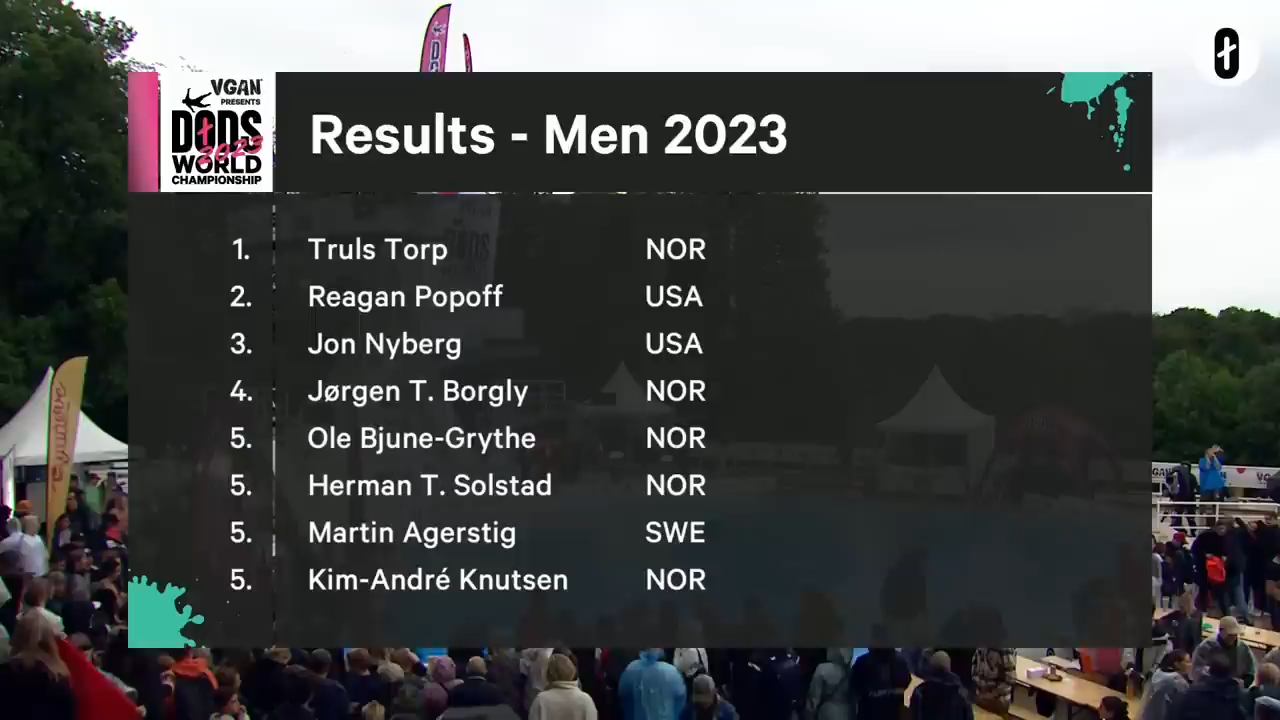 VGAN
PRESENTS
DØDS
2023
WORLD
CHAMPIONSHIP
Results - Men 2023
1. Truls Torp NOR
2. Reagan Popoff USA
3. Jon Nyberg USA
4. Jørgen T. Borgly NOR
5. Ole Bjune-Grythe NOR
5. Herman T. Solstad NOR
5. Martin Agerstig SWE
5. Kim-André Knutsen NOR